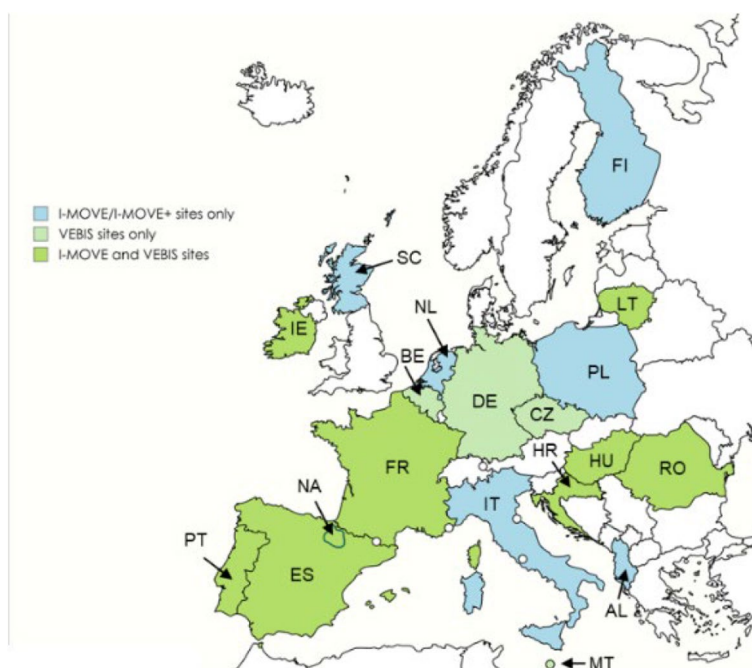 FI
I-MOVE/I-MOVE+ sites only
VEBIS sites only
I-MOVE and VEBIS sites
SC
LT
NL
IE
BE
PL
DE
CZ
HR
HU
FR
RO
NA
IT
PT
ES
AL
MT